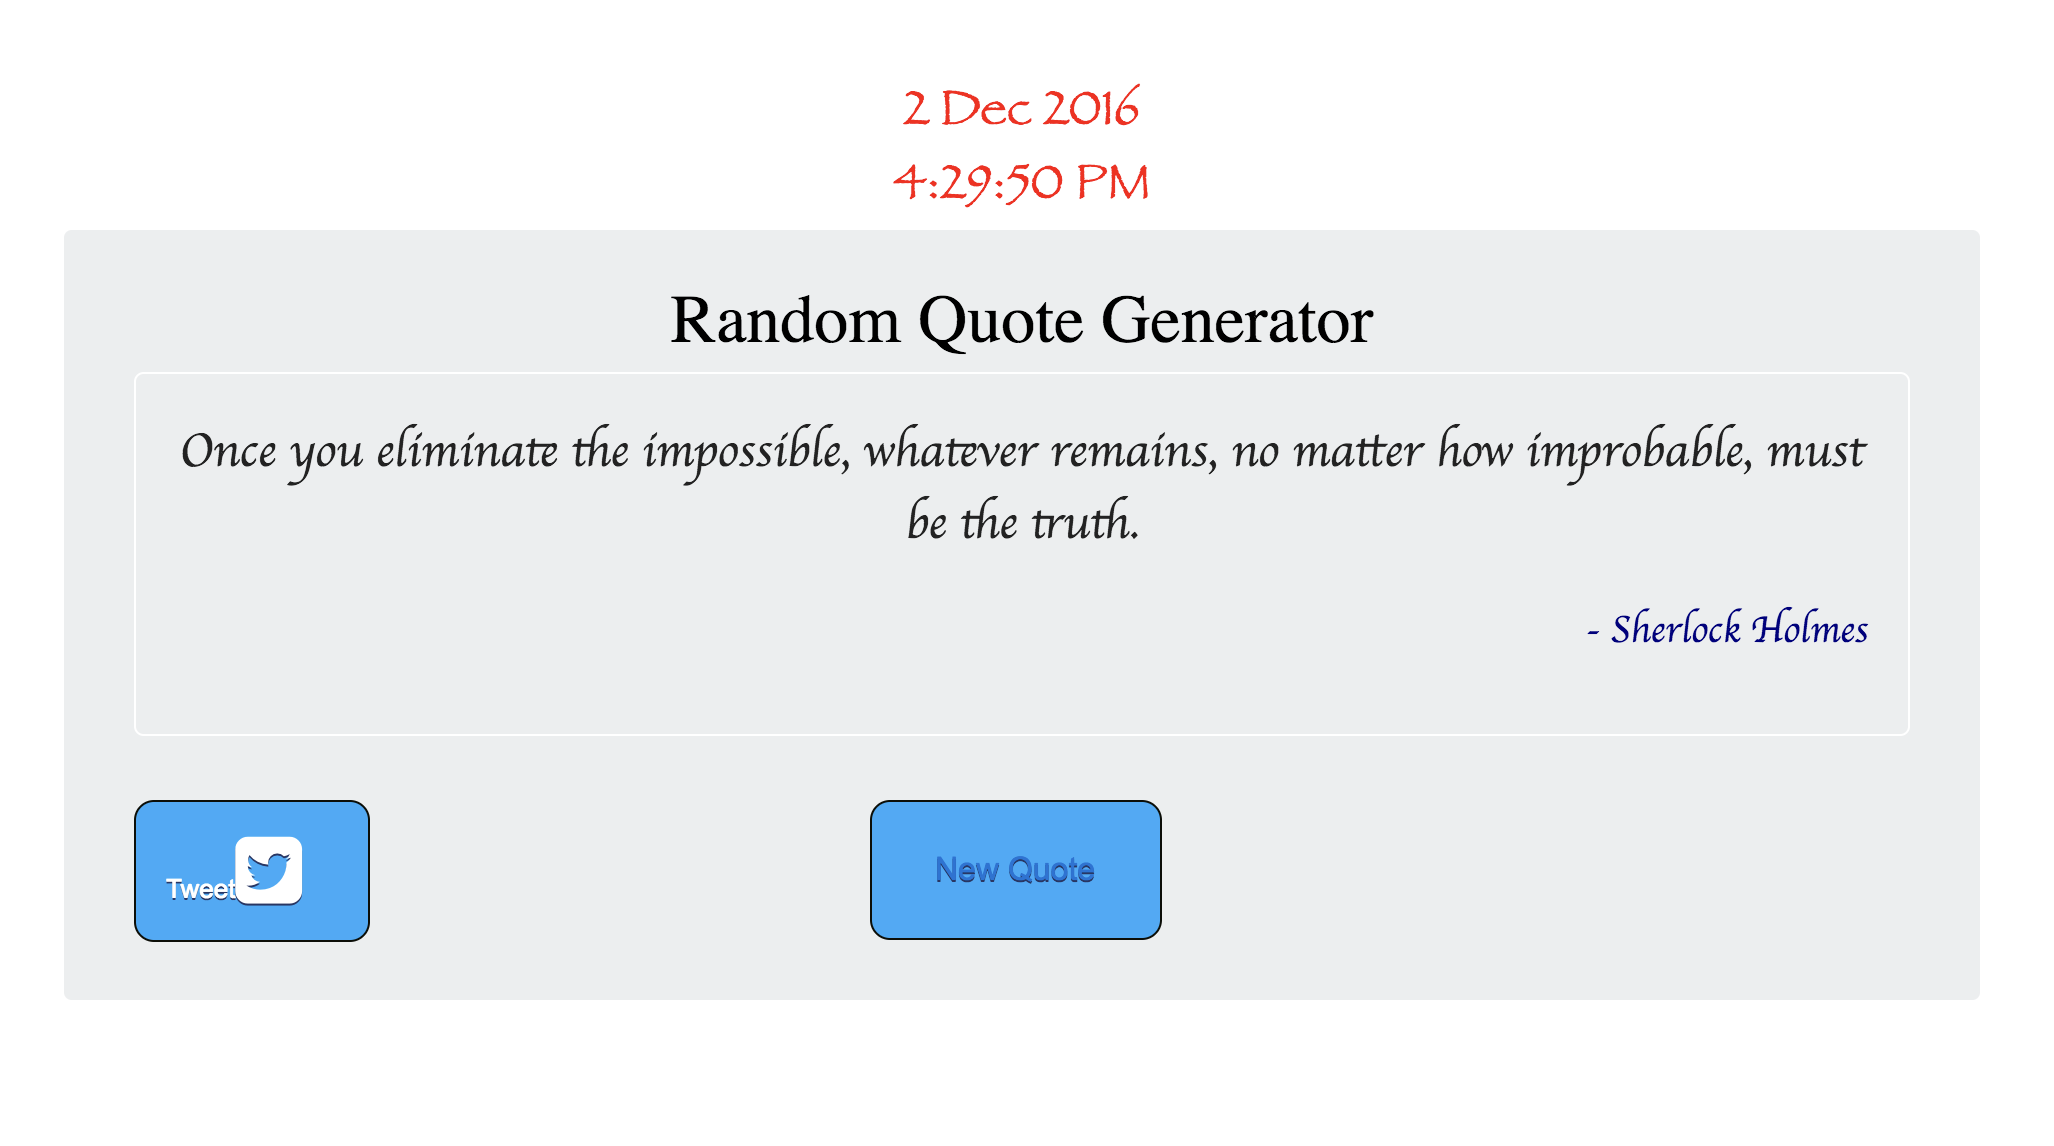 2 Dec 2016
4:29:50 PM
Random Quote Generator
Once you eliminate the impossible, whatever remains, no matter how improbable, must
be the truth.
- Sherlock Holmes
Tweet
New Quote